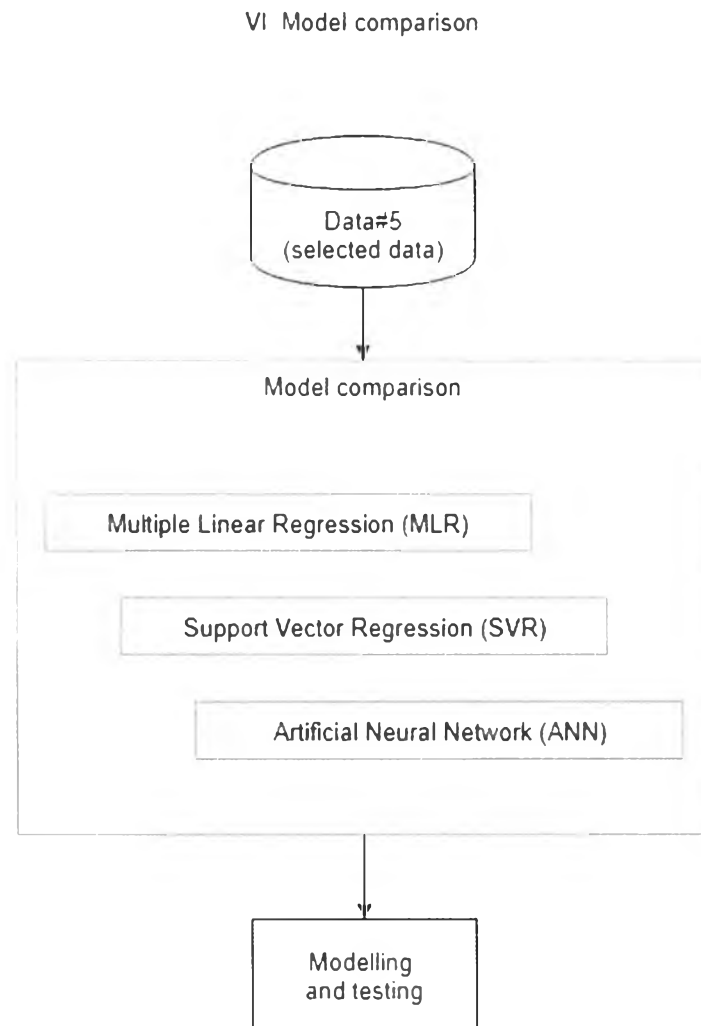 VI Model comparison
Data#5
(selected data)
Model comparison
Multiple Linear Regression (MLR)
Support Vector Regression (SVR)
Artificial Neural Network (ANN)
Modelling
and testing